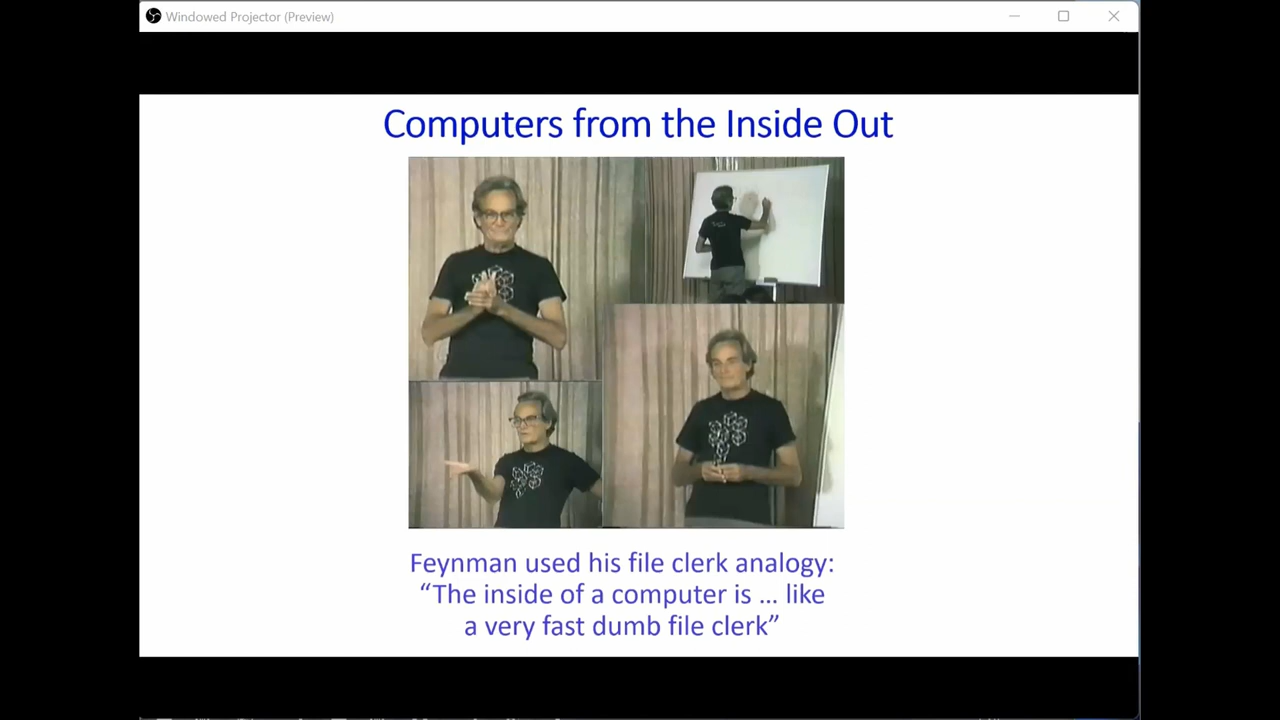 Windowed Projector (Preview)
Computers from the Inside Out
Feynman used his file clerk analogy:
“The inside of a computer is ... like
a very fast dumb file clerk”